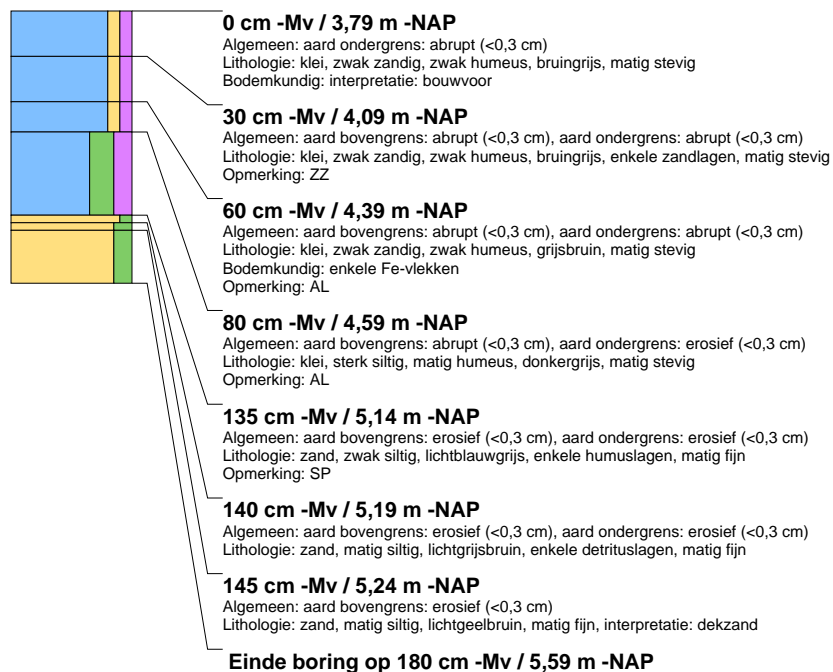 0 cm -Mv / 3,79 m -NAP
Algemeen: aard ondergrens: abrupt (<0,3 cm)
Lithologie: klei, zwak zandig, zwak humeus, bruingrijs, matig stevig
Bodemkundig: interpretatie: bouwvoor
30 cm -Mv / 4,09 m -NAP
Algemeen: aard bovengrens: abrupt (<0,3 cm), aard ondergrens: abrupt (<0,3 cm)
Lithologie: klei, zwak zandig, zwak humeus, bruingrijs, enkele zandlagen, matig stevig
Opmerking: ZZ
60 cm -Mv / 4,39 m -NAP
Algemeen: aard bovengrens: abrupt (<0,3 cm), aard ondergrens: abrupt (<0,3 cm)
Lithologie: klei, zwak zandig, zwak humeus, grijsbruin, matig stevig
Bodemkundig: enkele Fe-vlekken
Opmerking: AL
80 cm -Mv / 4,59 m -NAP
Algemeen: aard bovengrens: abrupt (<0,3 cm), aard ondergrens: erosief (<0,3 cm)
Lithologie: klei, sterk siltig, matig humeus, donkergrijs, matig stevig
Opmerking: AL
135 cm -Mv / 5,14 m -NAP
Algemeen: aard bovengrens: erosief (<0,3 cm), aard ondergrens: erosief (<0,3 cm)
Lithologie: zand, zwak siltig, lichtblauwgrijs, enkele humuslagen, matig fijn
Opmerking: SP
140 cm -Mv / 5,19 m -NAP
Algemeen: aard bovengrens: erosief (<0,3 cm), aard ondergrens: erosief (<0,3 cm)
Lithologie: zand, matig siltig, lichtgrijsbruin, enkele detrituslagen, matig fijn
145 cm -Mv / 5,24 m -NAP
Algemeen: aard bovengrens: erosief (<0,3 cm)
Lithologie: zand, matig siltig, lichtgeelbruin, matig fijn, interpretatie: dekzand
Einde boring op 180 cm -Mv / 5,59 m -NAP